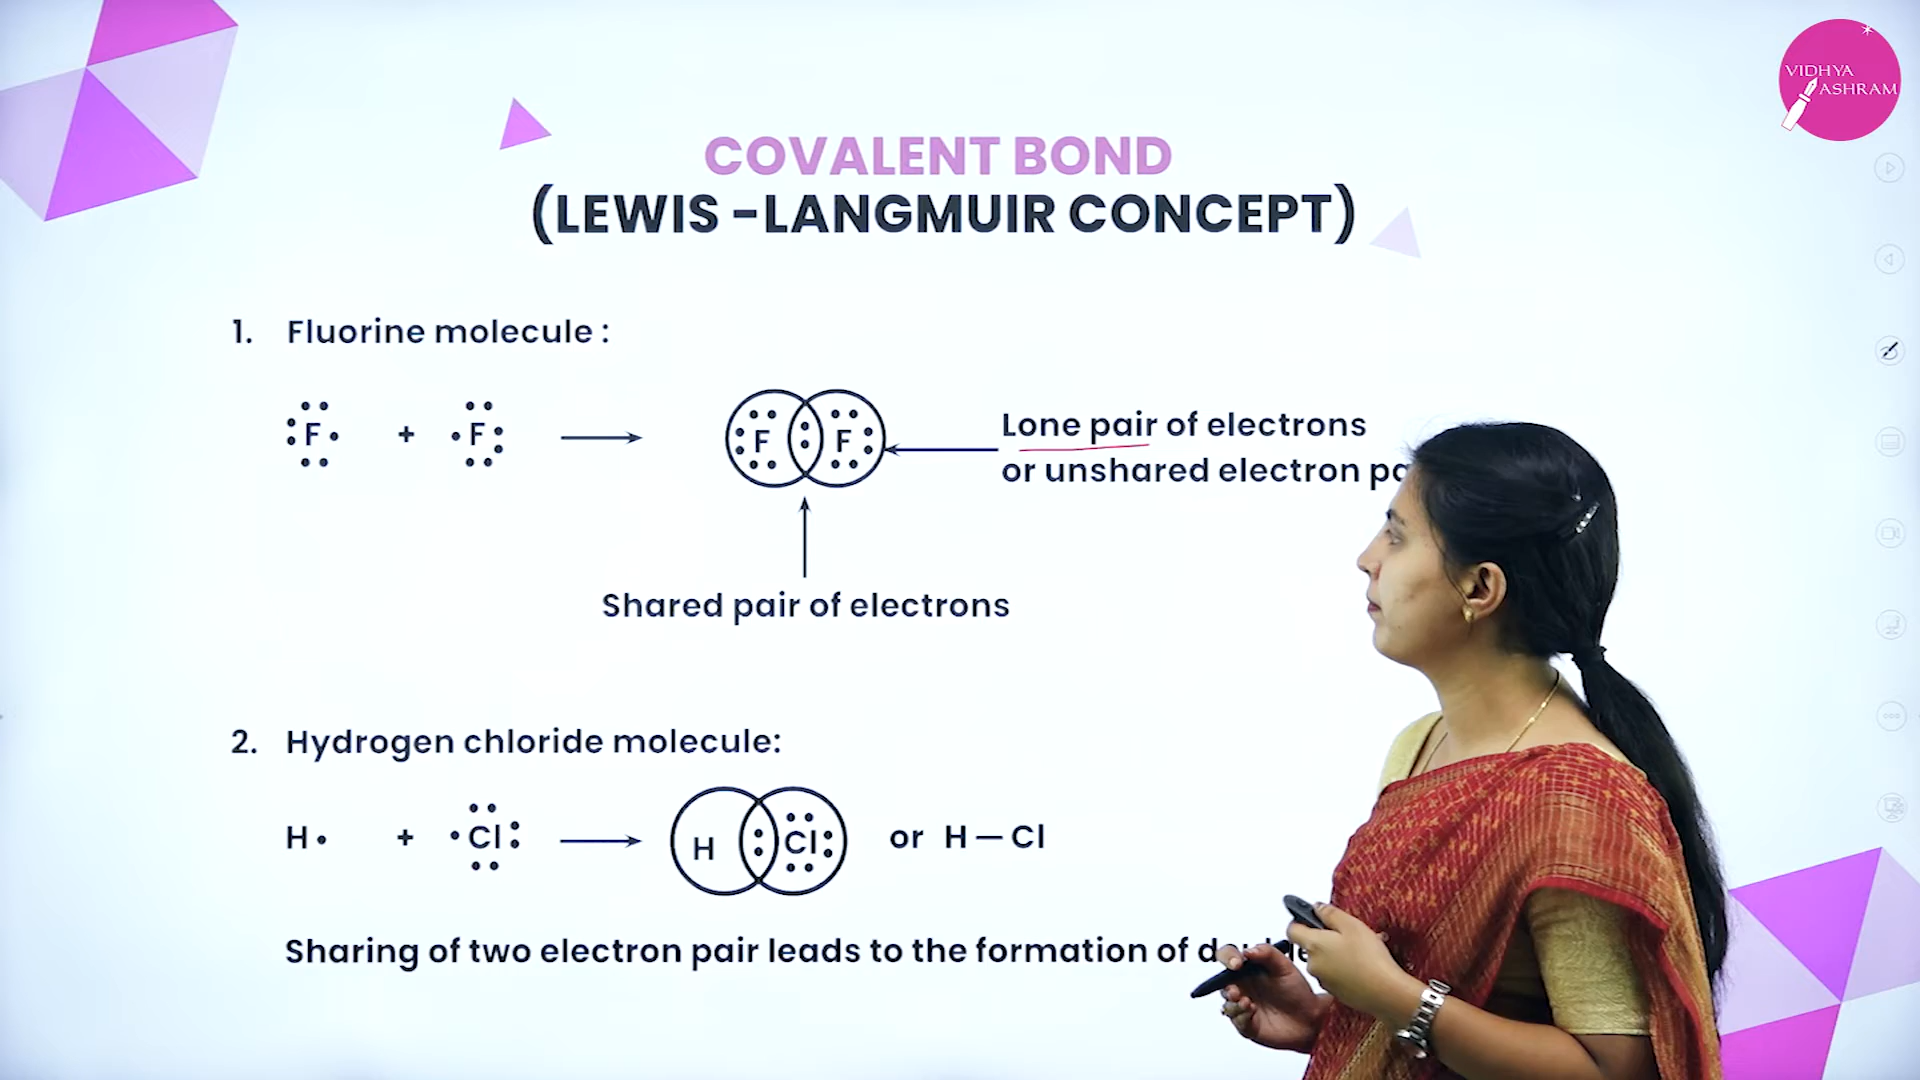 VIDHYA
ASHRAM
COVALENT BOND
(LEWIS -LANGMUIR CONCEPT)
1. Fluorine molecule :
F + F F F
Lone pair of electrons
or unshared electron
Shared pair of electrons
2. Hydrogen chloride molecule:
H + Cl H Cl or H — Cl
Sharing of two electron pair leads to the formation of